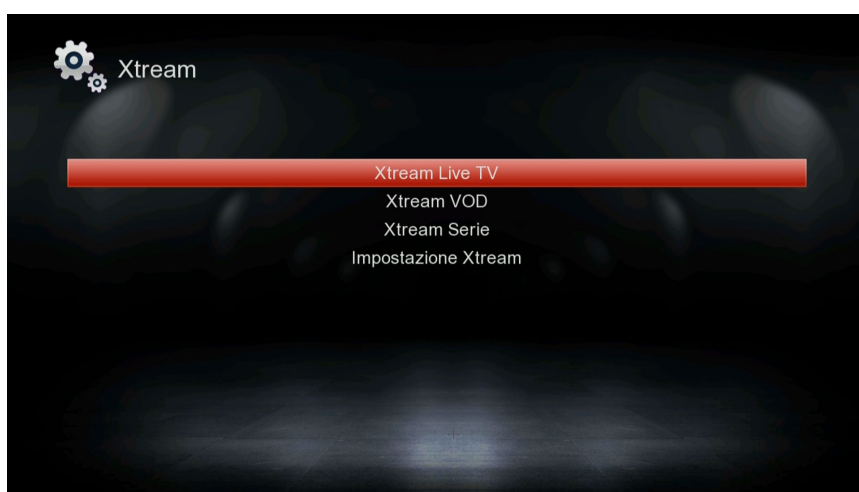 Xtream
Xtream Live TV
Xtream VOD
Xtream Serie
Impostazione Xtream